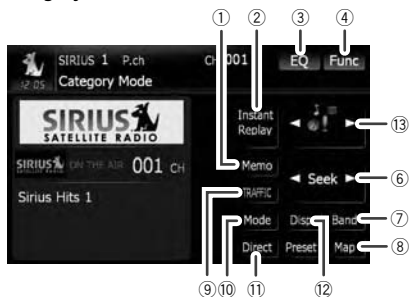 ① ② ③ ④
SIRIUS 1 P.ch CH 001 EQ Func
12:05 Category Mode
SIRIUS
SATELLITE RADIO
Instant
Replay
⑬
SIRIUS ON THE AIR 001 CH
Memo
Seek ⑥
Sirius Hits 1
TRAFFIC
Mode Disp Band ⑦
Direct Preset Map ⑧
⑨ ⑩ ⑪ ⑫